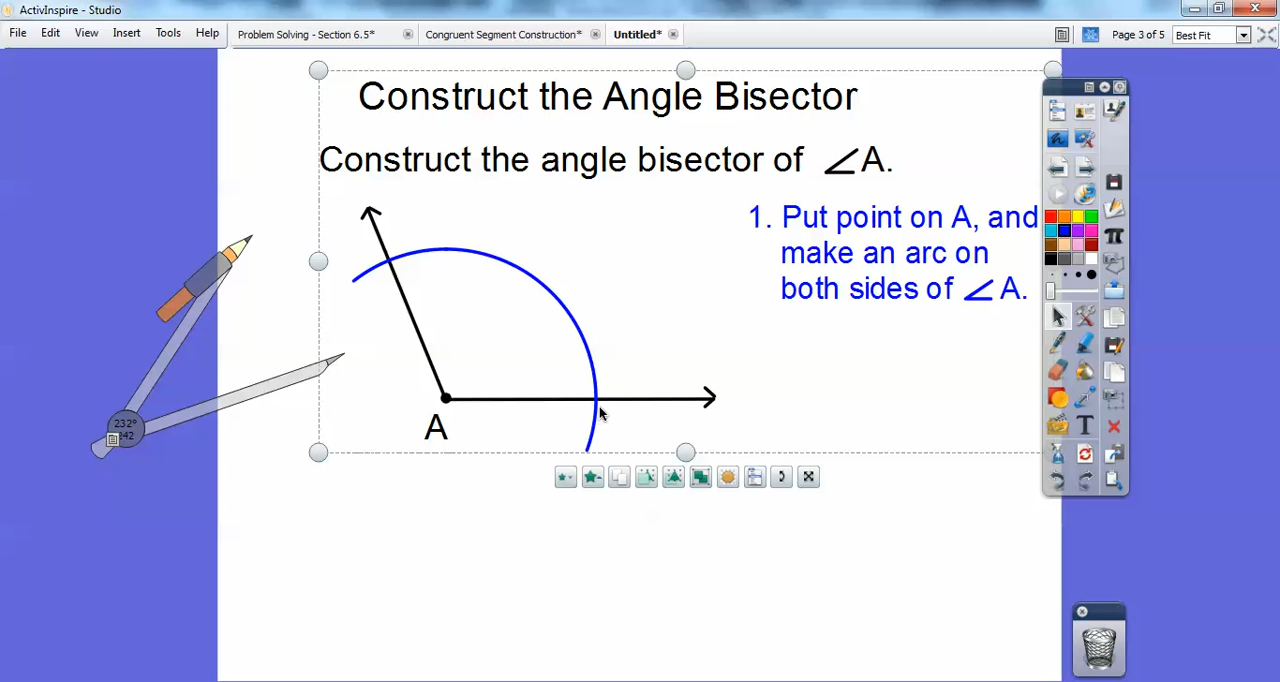 ActivInspire - Studio
File Edit View Insert Tools Help
Problem Solving - Section 6.5* Congruent Segment Construction* Untitled*
Page 3 of 5 Best Fit
Construct the Angle Bisector
Construct the angle bisector of ∠A.
1. Put point on A, and
make an arc on
both sides of ∠A.
A
232°
:42
T